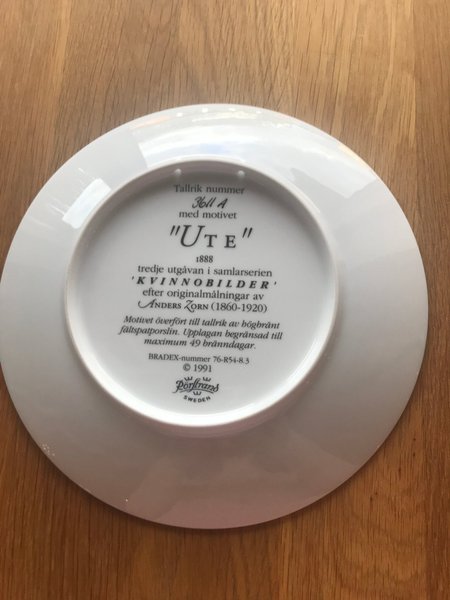 Tallrik nummer
3611 A
med motivet
"UTE"
1888
tredje utgåvan i samlarserien
'KVINNOBILDER'
efter originalmålningar av
ANDERS ZORN (1860-1920)
Motivet överfört till tallrik av högbränt
fältspatporslin. Upplagan begränsad till
maximum 49 bränndagar.
BRADEX-nummer 76-R54-8.3
© 1991
Rörstrand
SWEDEN